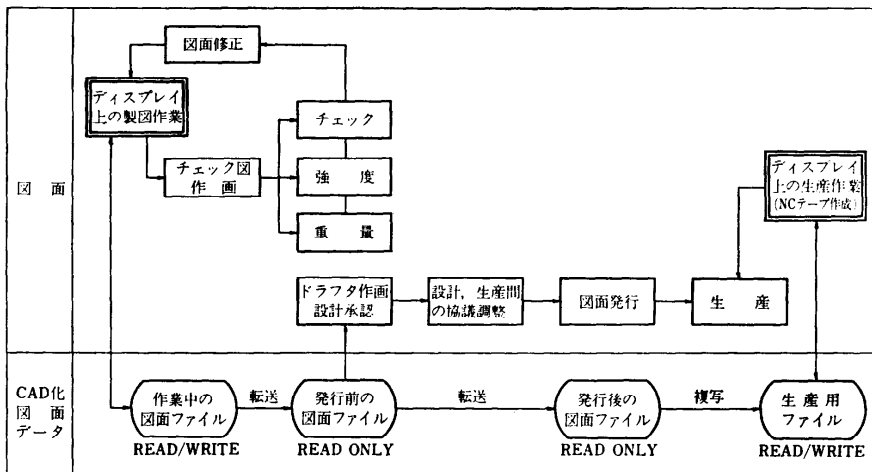 図面
図面修正
ディスプレイ
上の製図作業
チェック図
作画
チェック
強度
重量
ディスプレイ
上の生産作業
(NCテープ作成)
ドラフタ作画
設計承認
設計，生産間
の協議調整
図面発行
生産
CAD化
図面
データ
作業中の
図面ファイル
READ/WRITE
転送
発行前の
図面ファイル
READ ONLY
転送
発行後の
図面ファイル
READ ONLY
複写
生産用
ファイル
READ/WRITE